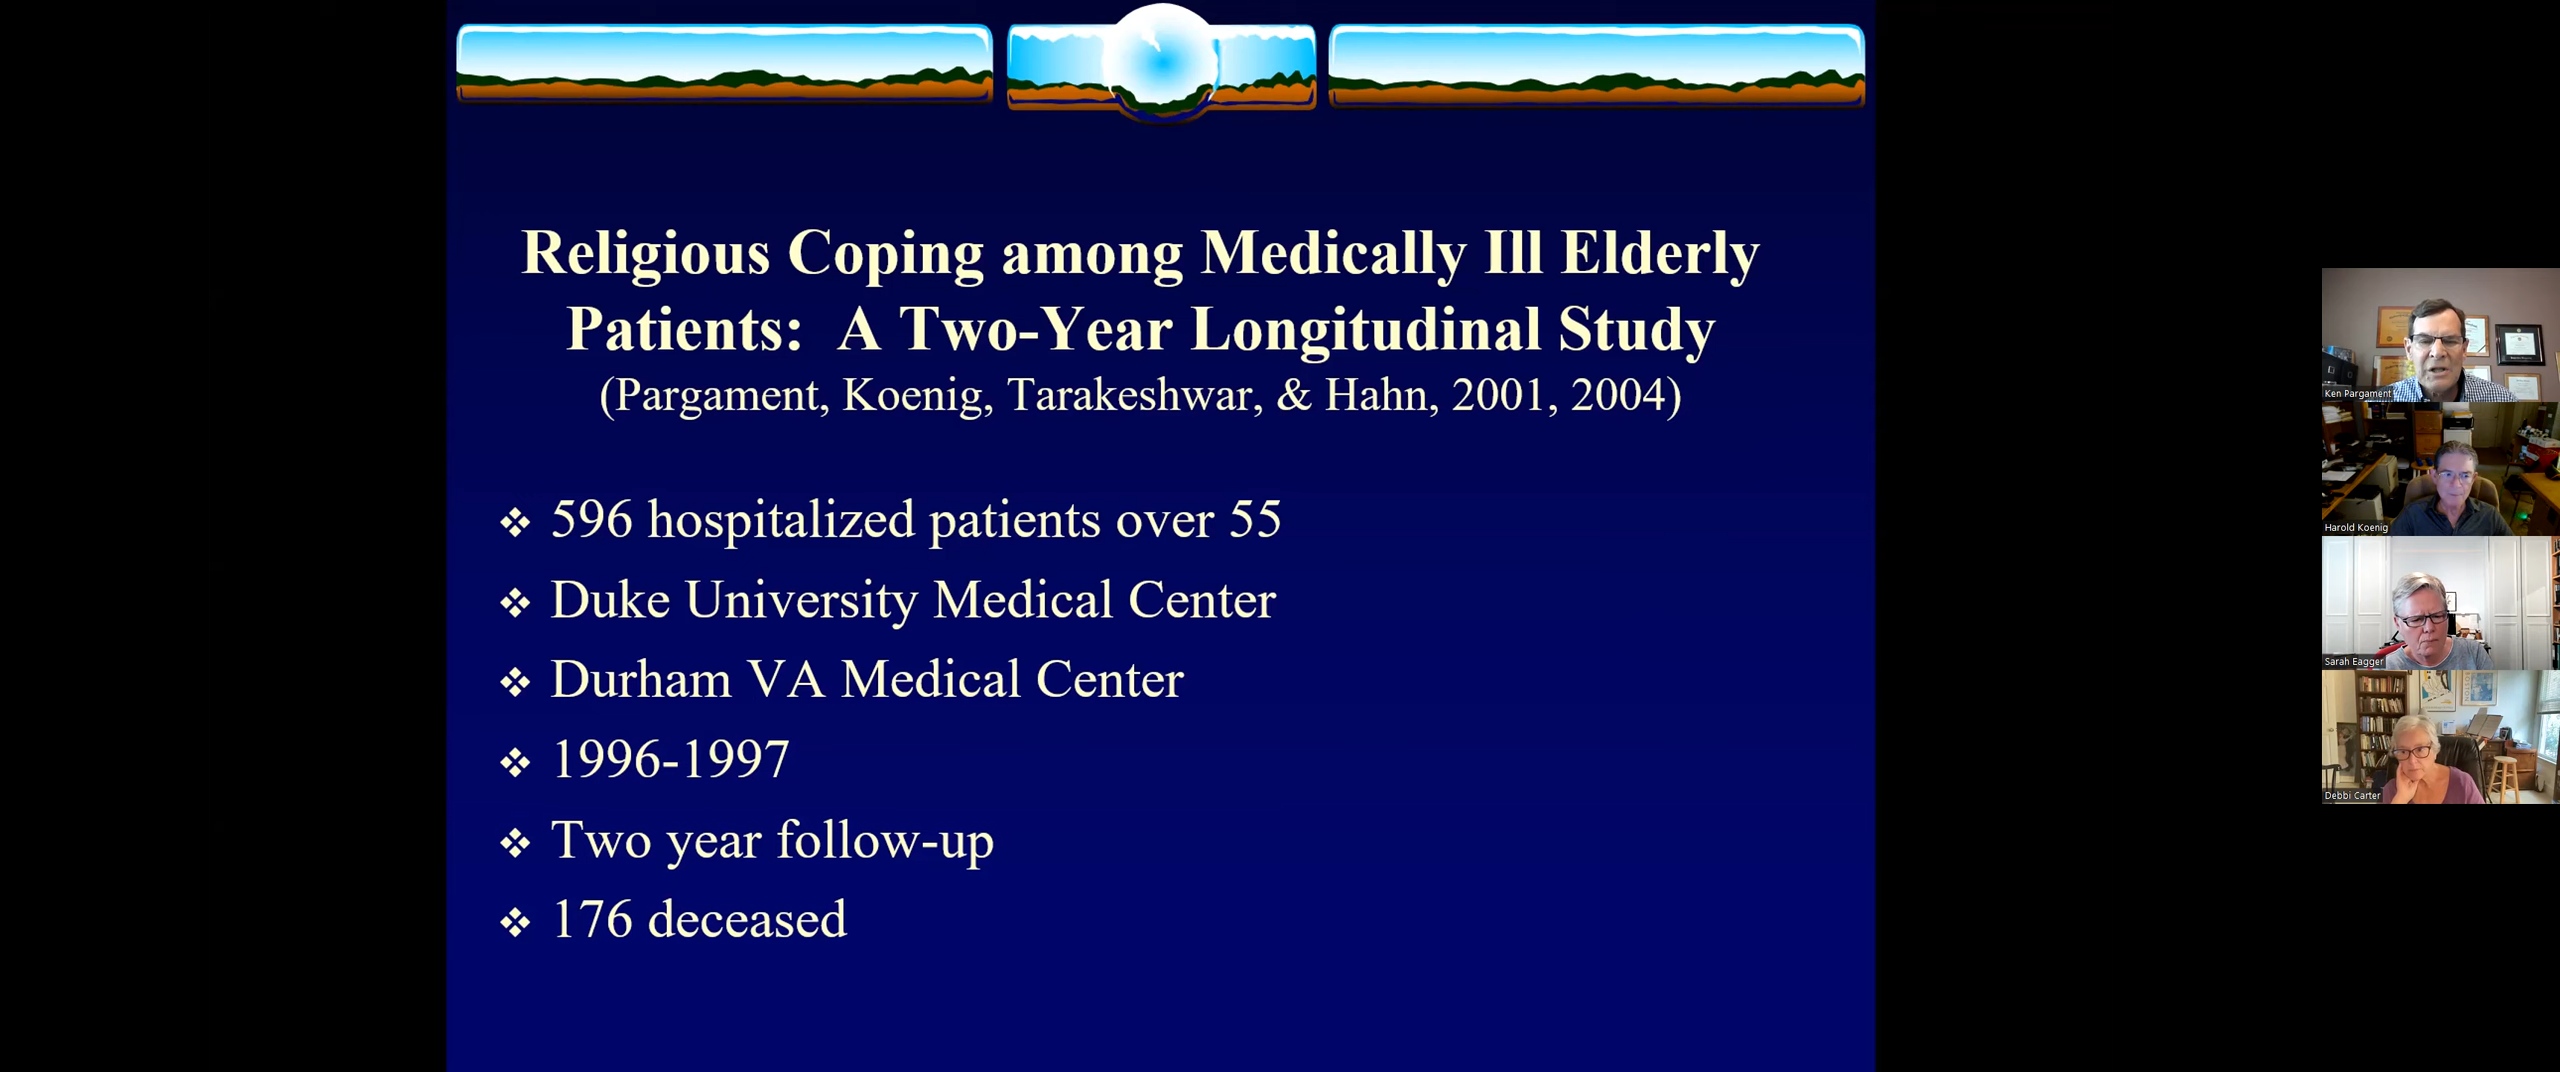 Religious Coping among Medically Ill Elderly
Patients:  A Two-Year Longitudinal Study
(Pargament, Koenig, Tarakeshwar, & Hahn, 2001, 2004)
❖ 596 hospitalized patients over 55
❖ Duke University Medical Center
❖ Durham VA Medical Center
❖ 1996-1997
❖ Two year follow-up
❖ 176 deceased
Ken Pargament
Harold Koenig
Sarah Eagger
Debbi Carter